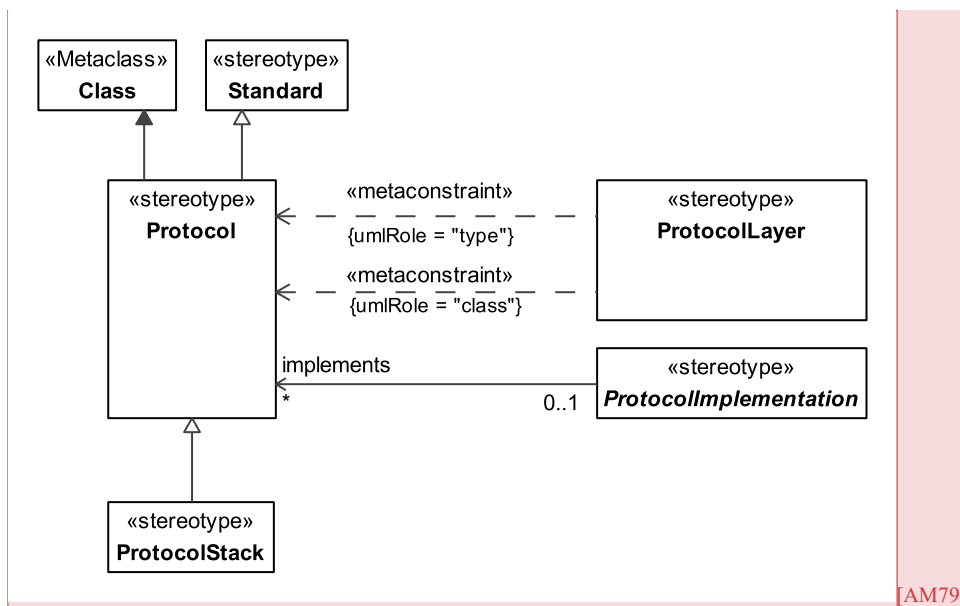 «Metaclass»
Class
«stereotype»
Standard
«stereotype»
Protocol
«metaconstraint»
{umlRole = "type"}
«metaconstraint»
{umlRole = "class"}
«stereotype»
ProtocolLayer
implements
*
0..1
«stereotype»
ProtocolImplementation
«stereotype»
ProtocolStack
[AM79